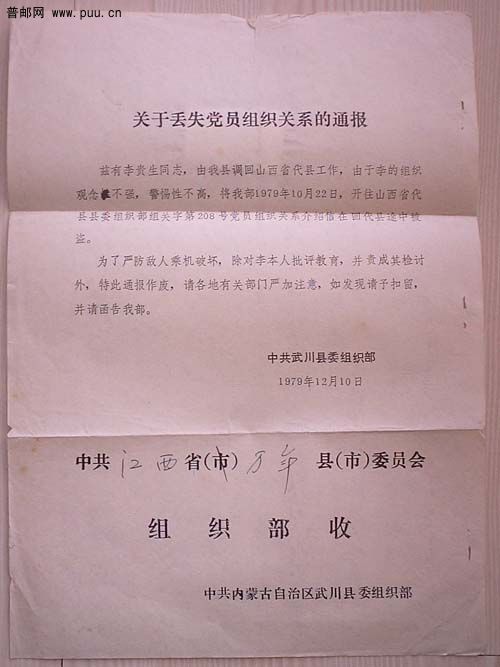 普邮网 www.puu.cn
关于丢失党员组织关系的通报
兹有李贵生同志，由我县调回山西省代县工作，由于李的组织
观念不强，警惕性不高，将我部1979年10月22日，开往山西省代
县县委组织部组关字第208号党员组织关系介绍信在回代县途中被
盗。
为了严防敌人乘机破坏，除对李本人批评教育，并责成其检讨
外，特此通报作废，请各地有关部门严加注意，如发现请予扣留，
并请函告我部。
中共武川县委组织部
1979年12月10日
中共 江西 省(市) 万年 县(市)委员会
组织部收
中共内蒙古自治区武川县委组织部